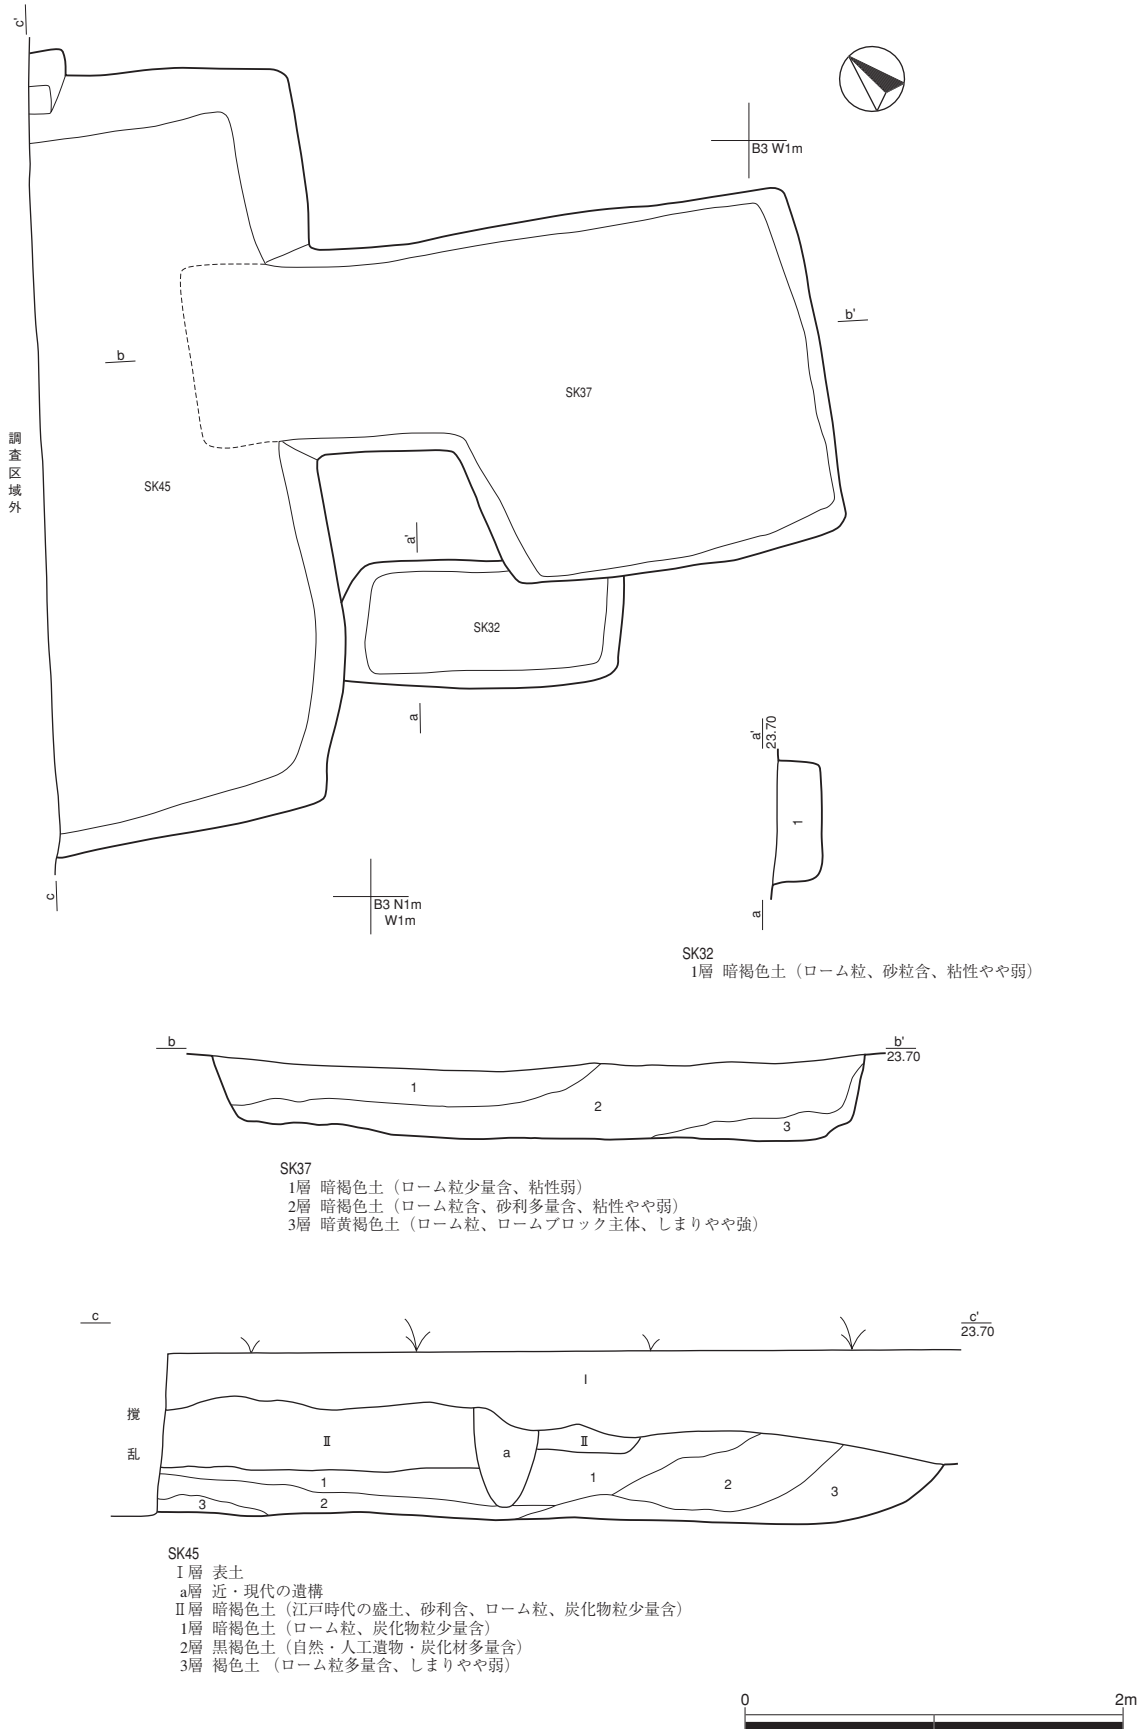 c'
B3 W1m
b'
b
SK37
調査区域外
SK45
a'
SK32
a
a'
23.70
1
a
c
B3 N1m
W1m
SK32
1層 暗褐色土（ローム粒、砂粒含、粘性やや弱）
b
b'
23.70
1
2
3
SK37
1層 暗褐色土（ローム粒少量含、粘性弱）
2層 暗褐色土（ローム粒含、砂利多量含、粘性やや弱）
3層 暗黄褐色土（ローム粒、ロームブロック主体、しまりやや強）
c
c'
23.70
I
攪乱
II
a
II
1
1
2
3
3
2
SK45
I層 表土
a層 近・現代の遺構
II層 暗褐色土（江戸時代の盛土、砂利含、ローム粒、炭化物粒少量含）
1層 暗褐色土（ローム粒、炭化物粒少量含）
2層 黒褐色土（自然・人工遺物・炭化材多量含）
3層 褐色土 （ローム粒多量含、しまりやや弱）
0 2m